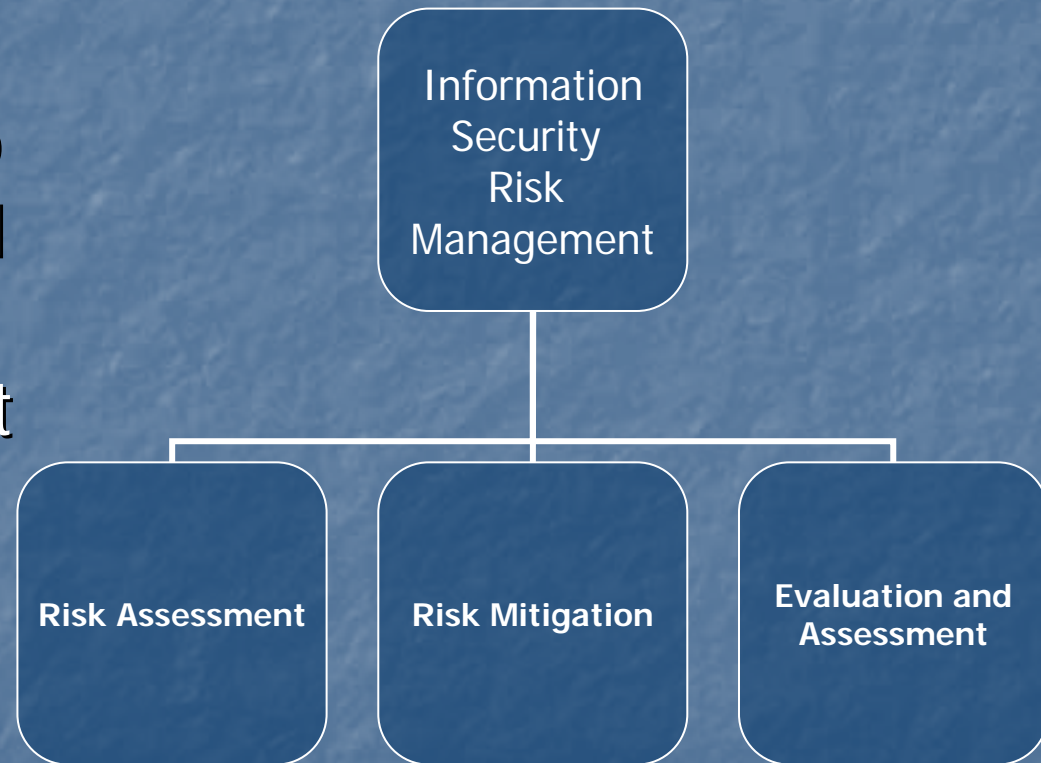 Information
Security
Risk
Management
Risk Assessment
Risk Mitigation
Evaluation and
Assessment